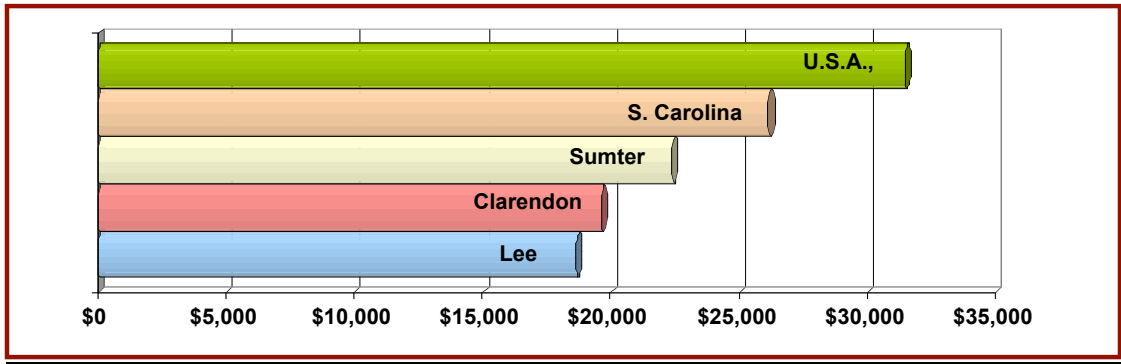 U.S.A.,
S. Carolina
Sumter
Clarendon
Lee
$0 $5,000 $10,000 $15,000 $20,000 $25,000 $30,000 $35,000